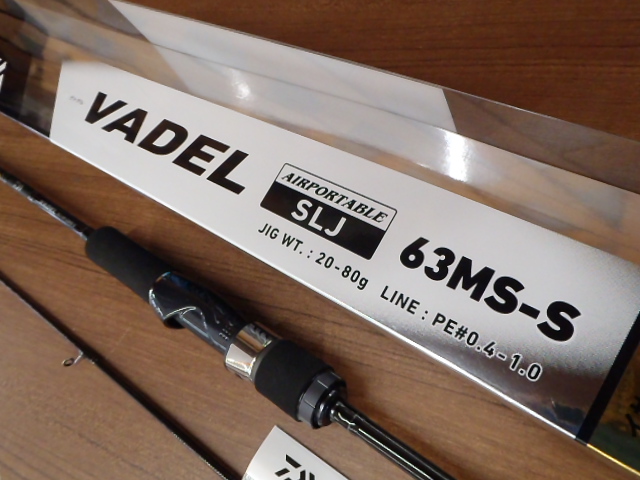 VADEL
AIRPORTABLE
SLJ
63MS-S
JIG WT. : 20-80g LINE : PE#0.4-1.0